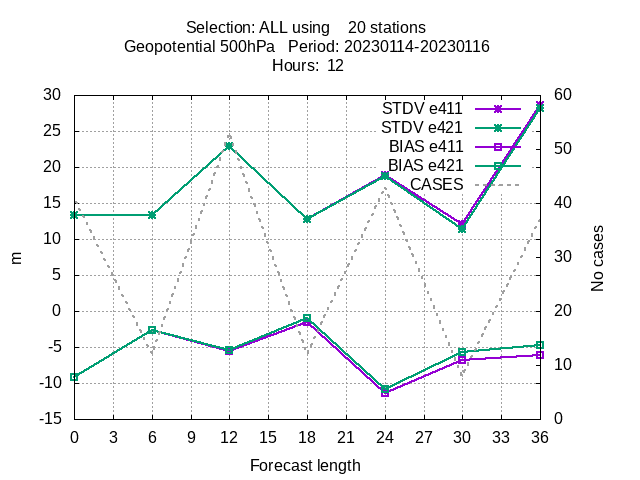 Selection: ALL using    20 stations
Geopotential 500hPa   Period: 20230114-20230116
Hours:  12
30
25
20
15
10
5
0
-5
-10
-15
m
STDV e411
STDV e421
BIAS e411
BIAS e421
CASES
60
50
40
30
20
10
0
No cases
0 3 6 9 12 15 18 21 24 27 30 33 36
Forecast length